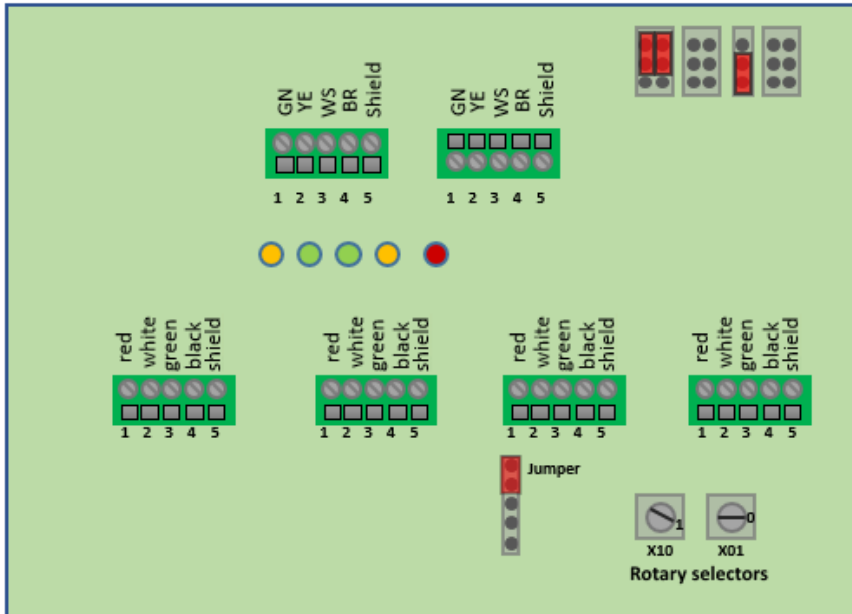 GN YE WS BR Shield
GN YE WS BR Shield
1 2 3 4 5
1 2 3 4 5
red white green black shield
red white green black shield
red white green black shield
red white green black shield
1 2 3 4 5
1 2 3 4 5
1 2 3 4 5
1 2 3 4 5
Jumper
1
0
X10
X01
Rotary selectors